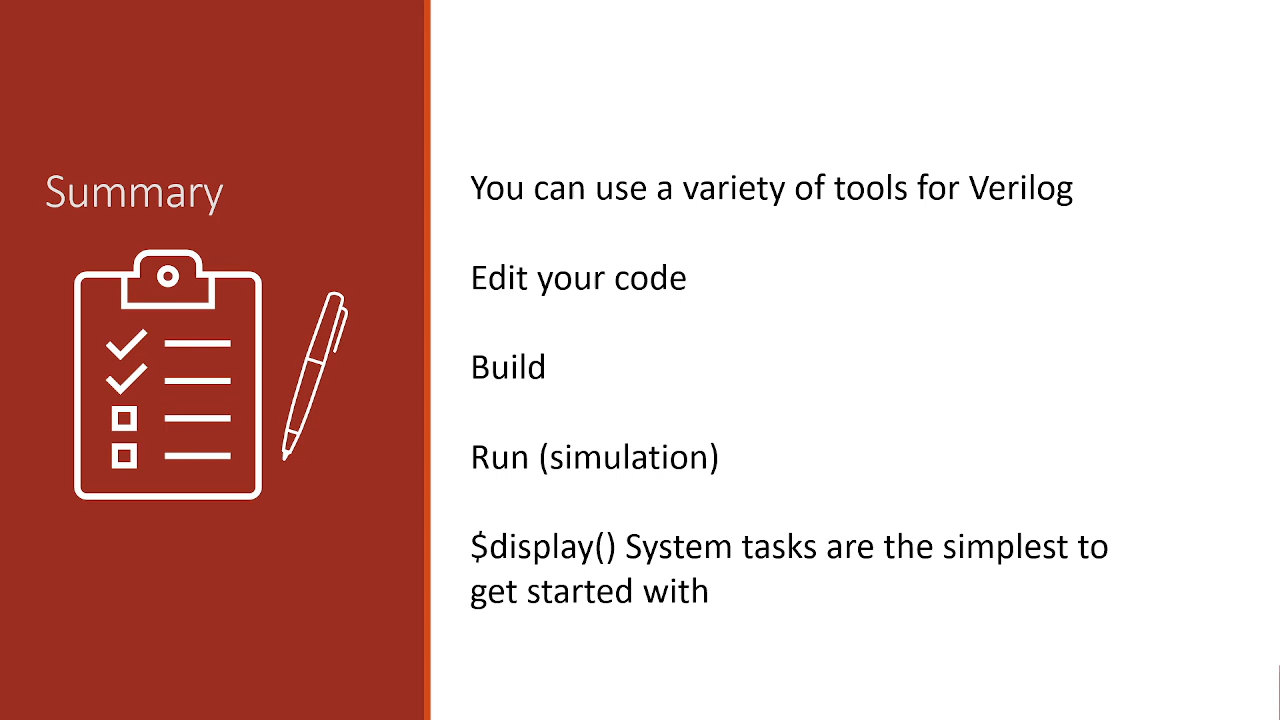 Summary
You can use a variety of tools for Verilog
Edit your code
Build
Run (simulation)
$display() System tasks are the simplest to
get started with